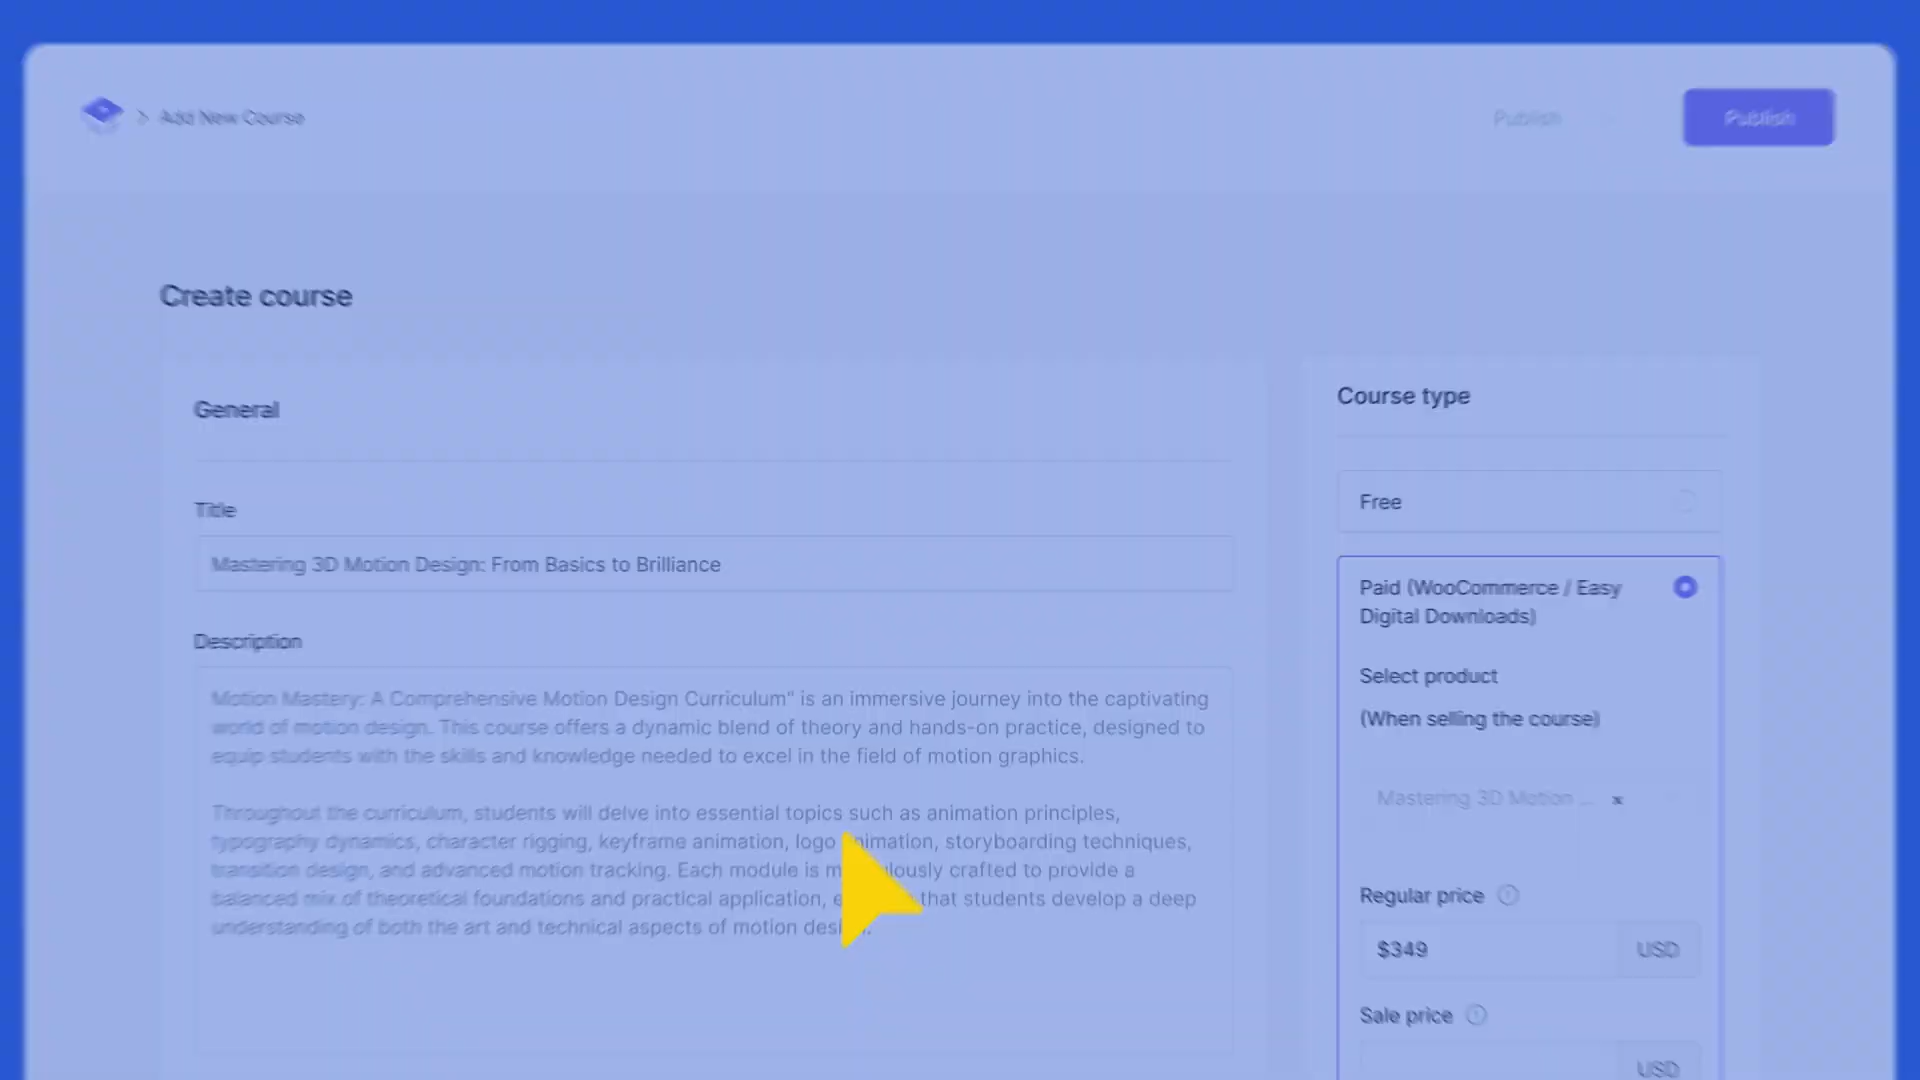 Add New Course
Publish
Publish
Create course
General
Title
Mastering 3D Motion Design: From Basics to Brilliance
Description
Motion Mastery: A Comprehensive Motion Design Curriculum" is an immersive journey into the captivating
world of motion design. This course offers a dynamic blend of theory and hands-on practice, designed to
equip students with the skills and knowledge needed to excel in the field of motion graphics.
Throughout the curriculum, students will delve into essential topics such as animation principles,
typography dynamics, character rigging, keyframe animation, logo animation, storyboarding techniques,
transition design, and advanced motion tracking. Each module is meticulously crafted to provide a
balanced mix of theoretical foundations and practical application, that students develop a deep
understanding of both the art and technical aspects of motion design.
Course type
Free
Paid (WooCommerce / Easy
Digital Downloads)
Select product
(When selling the course)
Mastering 3D Motion ... x
Regular price
$349 USD
Sale price
USD